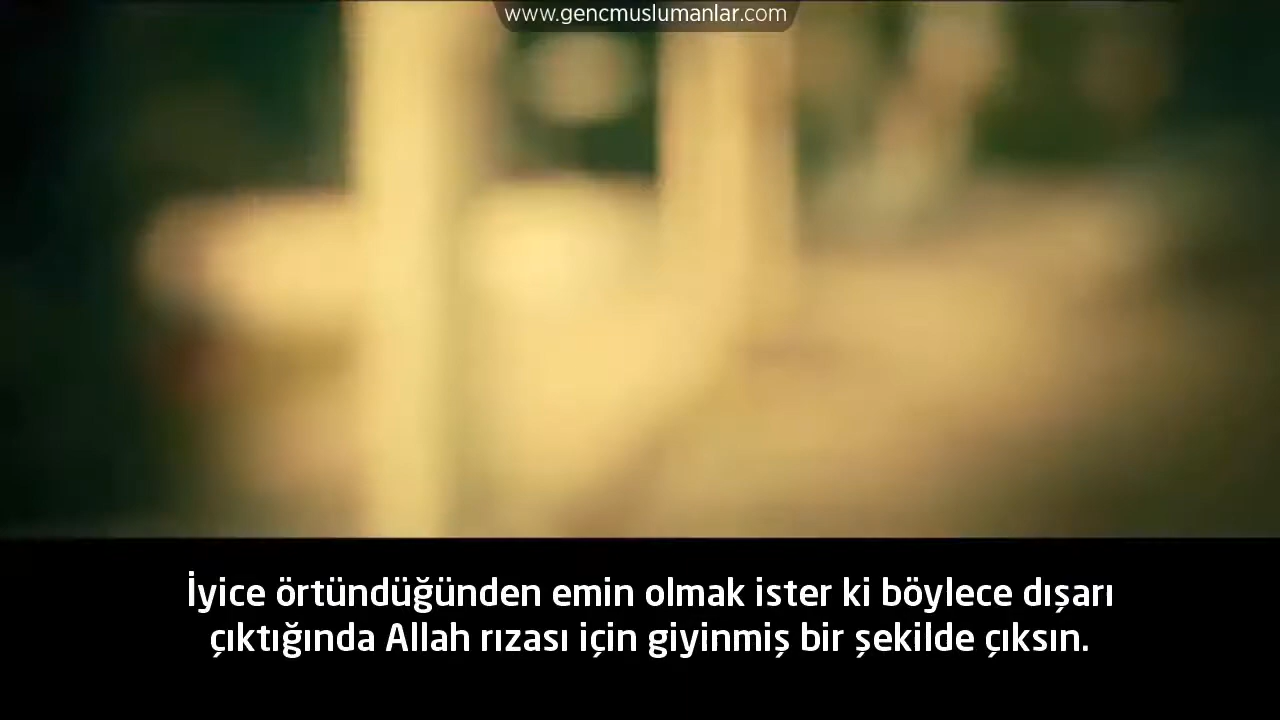 www.gencmuslumanlar.com
İyice örtündüğünden emin olmak ister ki böylece dışarı
çıktığında Allah rızası için giyinmiş bir şekilde çıksın.